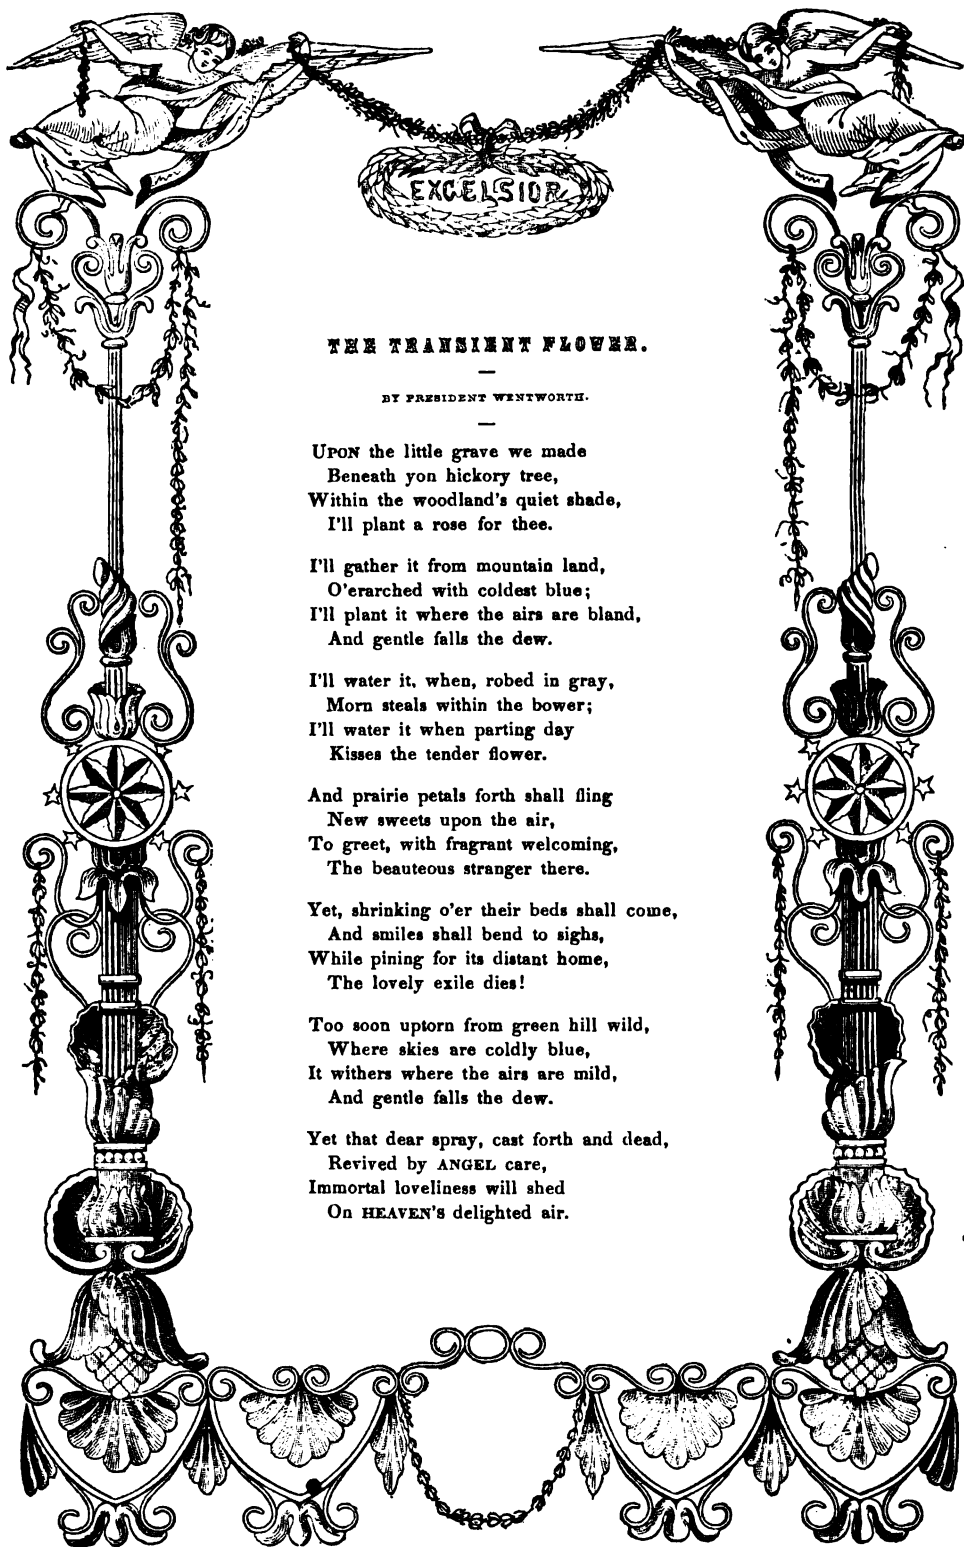 EXCELSIOR
THE TRANSIENT FLOWER.
BY PRESIDENT WENTWORTH.
UPON the little grave we made
Beneath yon hickory tree,
Within the woodland's quiet shade,
I'll plant a rose for thee.
I'll gather it from mountain land,
O'erarched with coldest blue;
I'll plant it where the airs are bland,
And gentle falls the dew.
I'll water it, when, robed in gray,
Morn steals within the bower;
I'll water it when parting day
Kisses the tender flower.
And prairie petals forth shall fling
New sweets upon the air,
To greet, with fragrant welcoming,
The beauteous stranger there.
Yet, shrinking o'er their beds shall come,
And smiles shall bend to sighs,
While pining for its distant home,
The lovely exile dies!
Too soon uptorn from green hill wild,
Where skies are coldly blue,
It withers where the airs are mild,
And gentle falls the dew.
Yet that dear spray, cast forth and dead,
Revived by ANGEL care,
Immortal loveliness will shed
On HEAVEN'S delighted air.